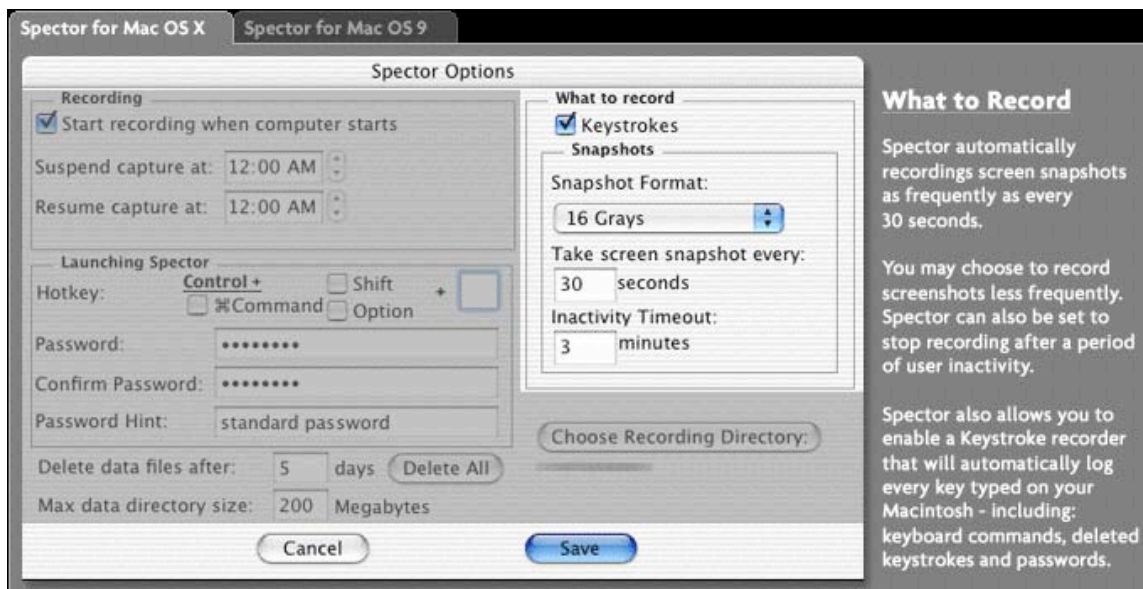 Spector for Mac OS X
Spector for Mac OS 9
Spector Options
Recording
Start recording when computer starts
Suspend capture at: 12:00 AM
Resume capture at: 12:00 AM
Launching Spector
Hotkey: Control + Shift +
⌘Command Option
Password: ••••••••
Confirm Password: ••••••••
Password Hint: standard password
Delete data files after: 5 days Delete All
Max data directory size: 200 Megabytes
What to record
Keystrokes
Snapshots
Snapshot Format:
16 Grays
Take screen snapshot every:
30 seconds
Inactivity Timeout:
3 minutes
Choose Recording Directory:
Cancel
Save
What to Record
Spector automatically
recordings screen snapshots
as frequently as every
30 seconds.
You may choose to record
screenshots less frequently.
Spector can also be set to
stop recording after a period
of user inactivity.
Spector also allows you to
enable a Keystroke recorder
that will automatically log
every key typed on your
Macintosh - including:
keyboard commands, deleted
keystrokes and passwords.